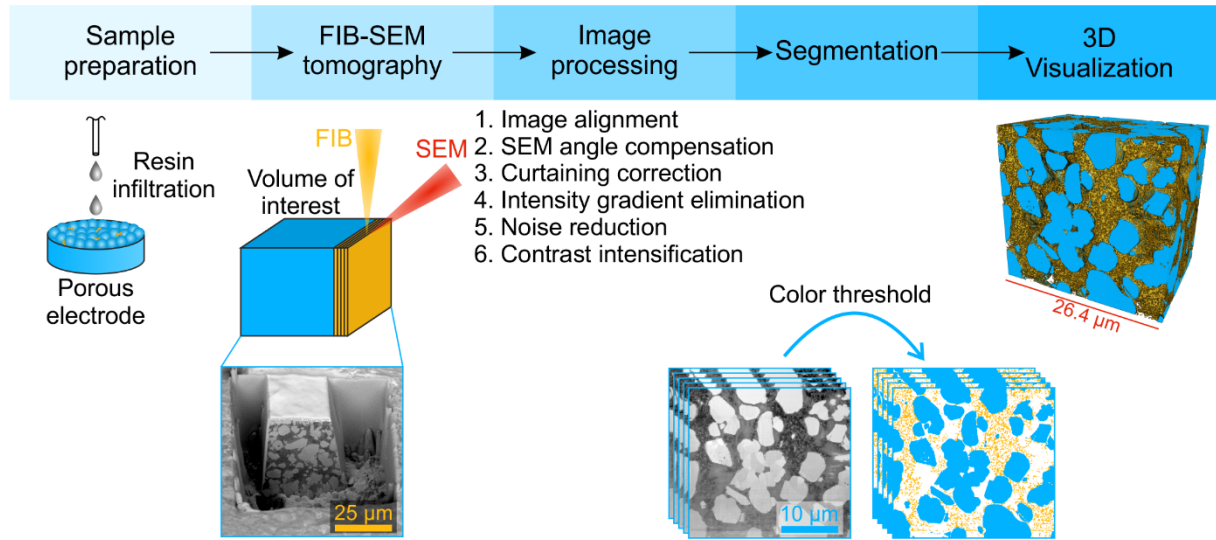 Sample
preparation
FIB-SEM
tomography
Image
processing
Segmentation
3D
Visualization
Resin
infiltration
Porous
electrode
FIB
SEM
Volume of
interest
25 µm
1. Image alignment
2. SEM angle compensation
3. Curtaining correction
4. Intensity gradient elimination
5. Noise reduction
6. Contrast intensification
Color threshold
10 µm
26.4 µm